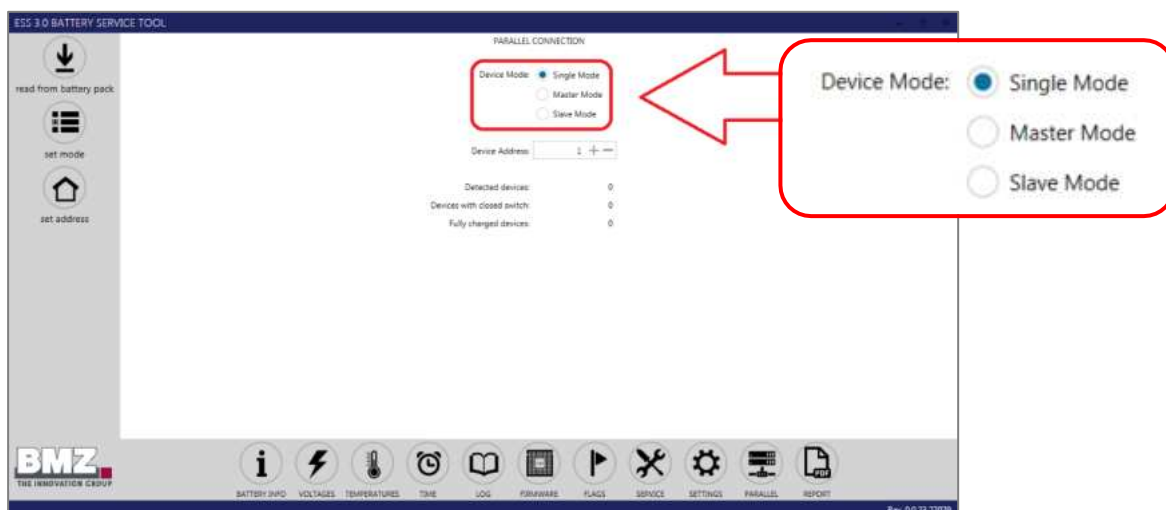 ESS 3.0 BATTERY SERVICE TOOL
PARALLEL CONNECTION
read from battery pack
set mode
set address
Device Mode: Single Mode
Master Mode
Slave Mode
Device Address: 1
Detected devices: 0
Devices with closed switch: 0
Fully charged devices: 0
Device Mode: Single Mode
Master Mode
Slave Mode
BMZ
THE INNOVATION GROUP
BATTERY INFO VOLTAGES TEMPERATURES TIME LOG FIRMWARE FLAGS SERVICE SETTINGS PARALLEL REPORT
PDF